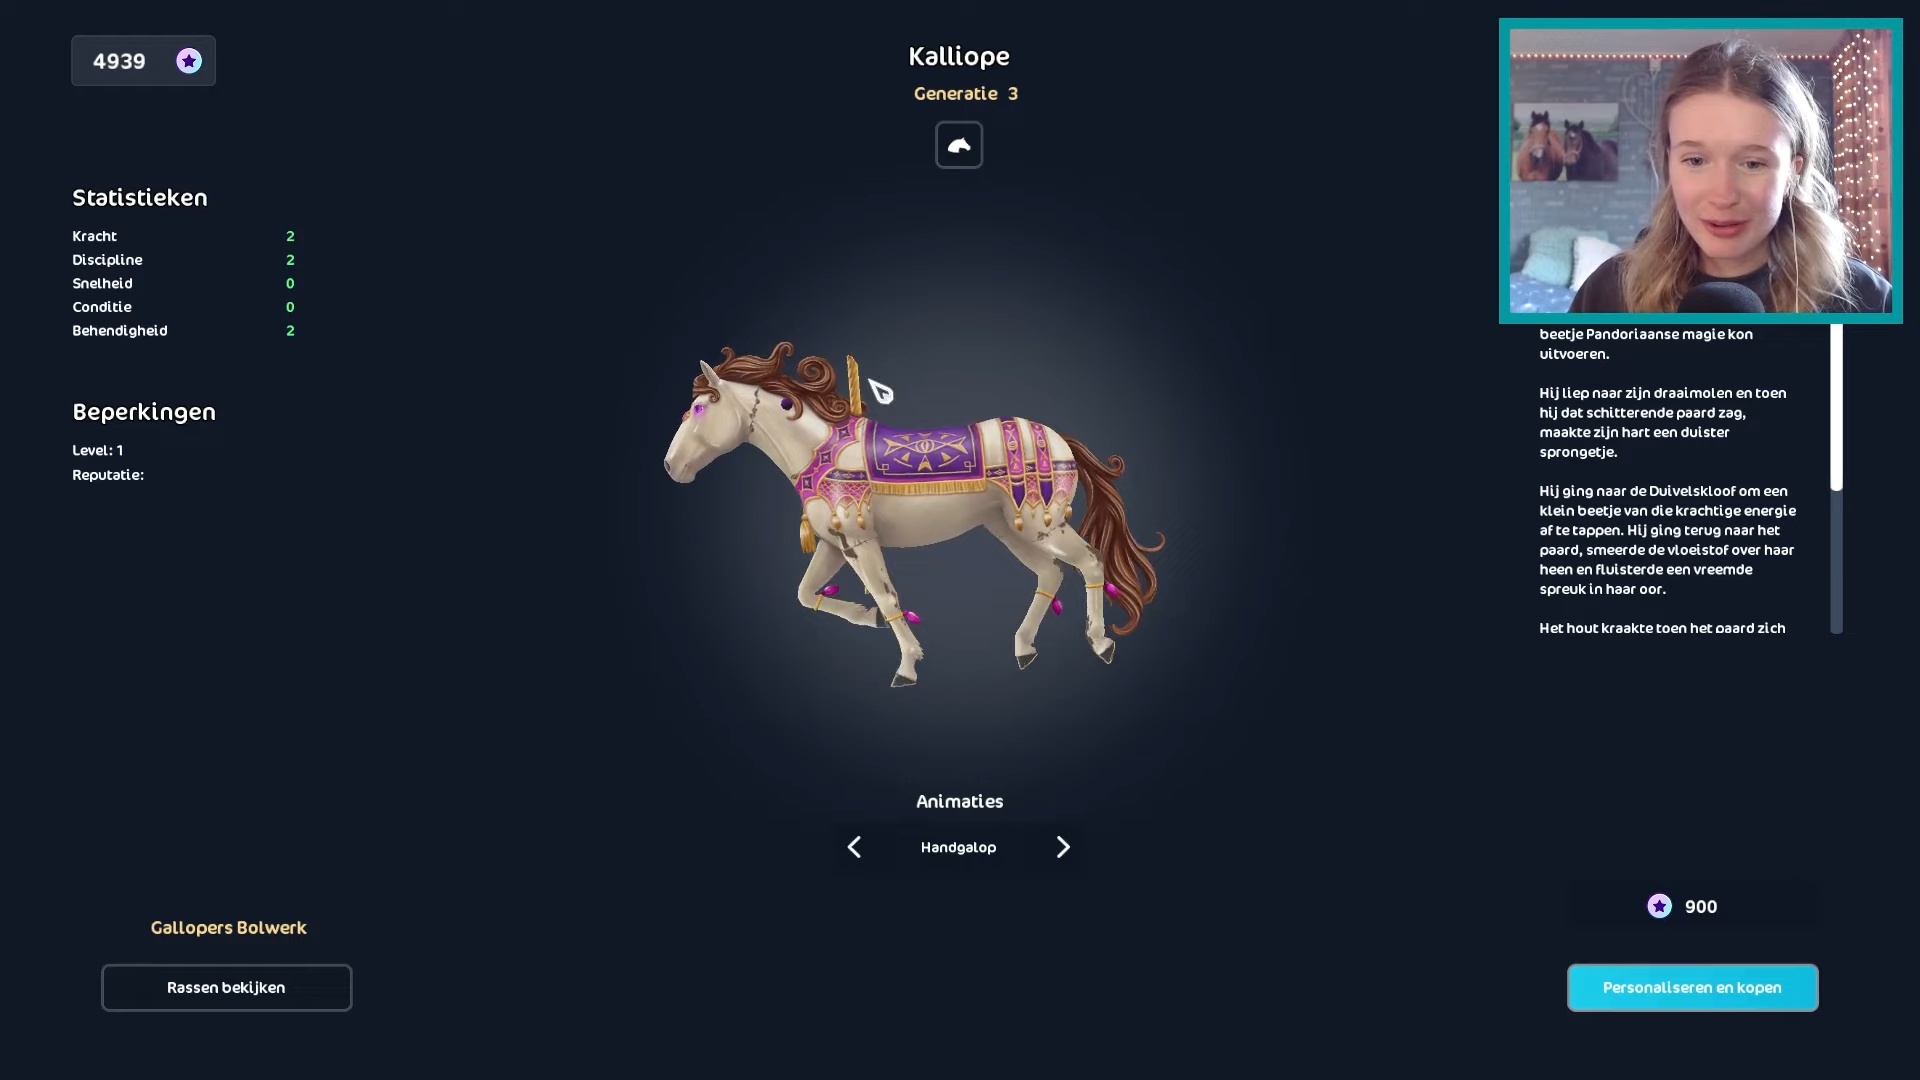 4939
Kalliope
Generatie 3
Statistieken
Kracht 2
Discipline 2
Snelheid 0
Conditie 0
Behendigheid 2
Beperkingen
Level: 1
Reputatie:
beetje Pandoriaanse magie kon
uitvoeren.
Hij liep naar zijn draaimolen en toen
hij dat schitterende paard zag,
maakte zijn hart een duister
sprongetje.
Hij ging naar de Duivelskloof om een
klein beetje van die krachtige energie
af te tappen. Hij ging terug naar het
paard, smeerde de vloeistof over haar
heen en fluisterde een vreemde
spreuk in haar oor.
Het hout kraakte toen het paard zich
Animaties
Handgalop
Gallopers Bolwerk
Rassen bekijken
900
Personaliseren en kopen